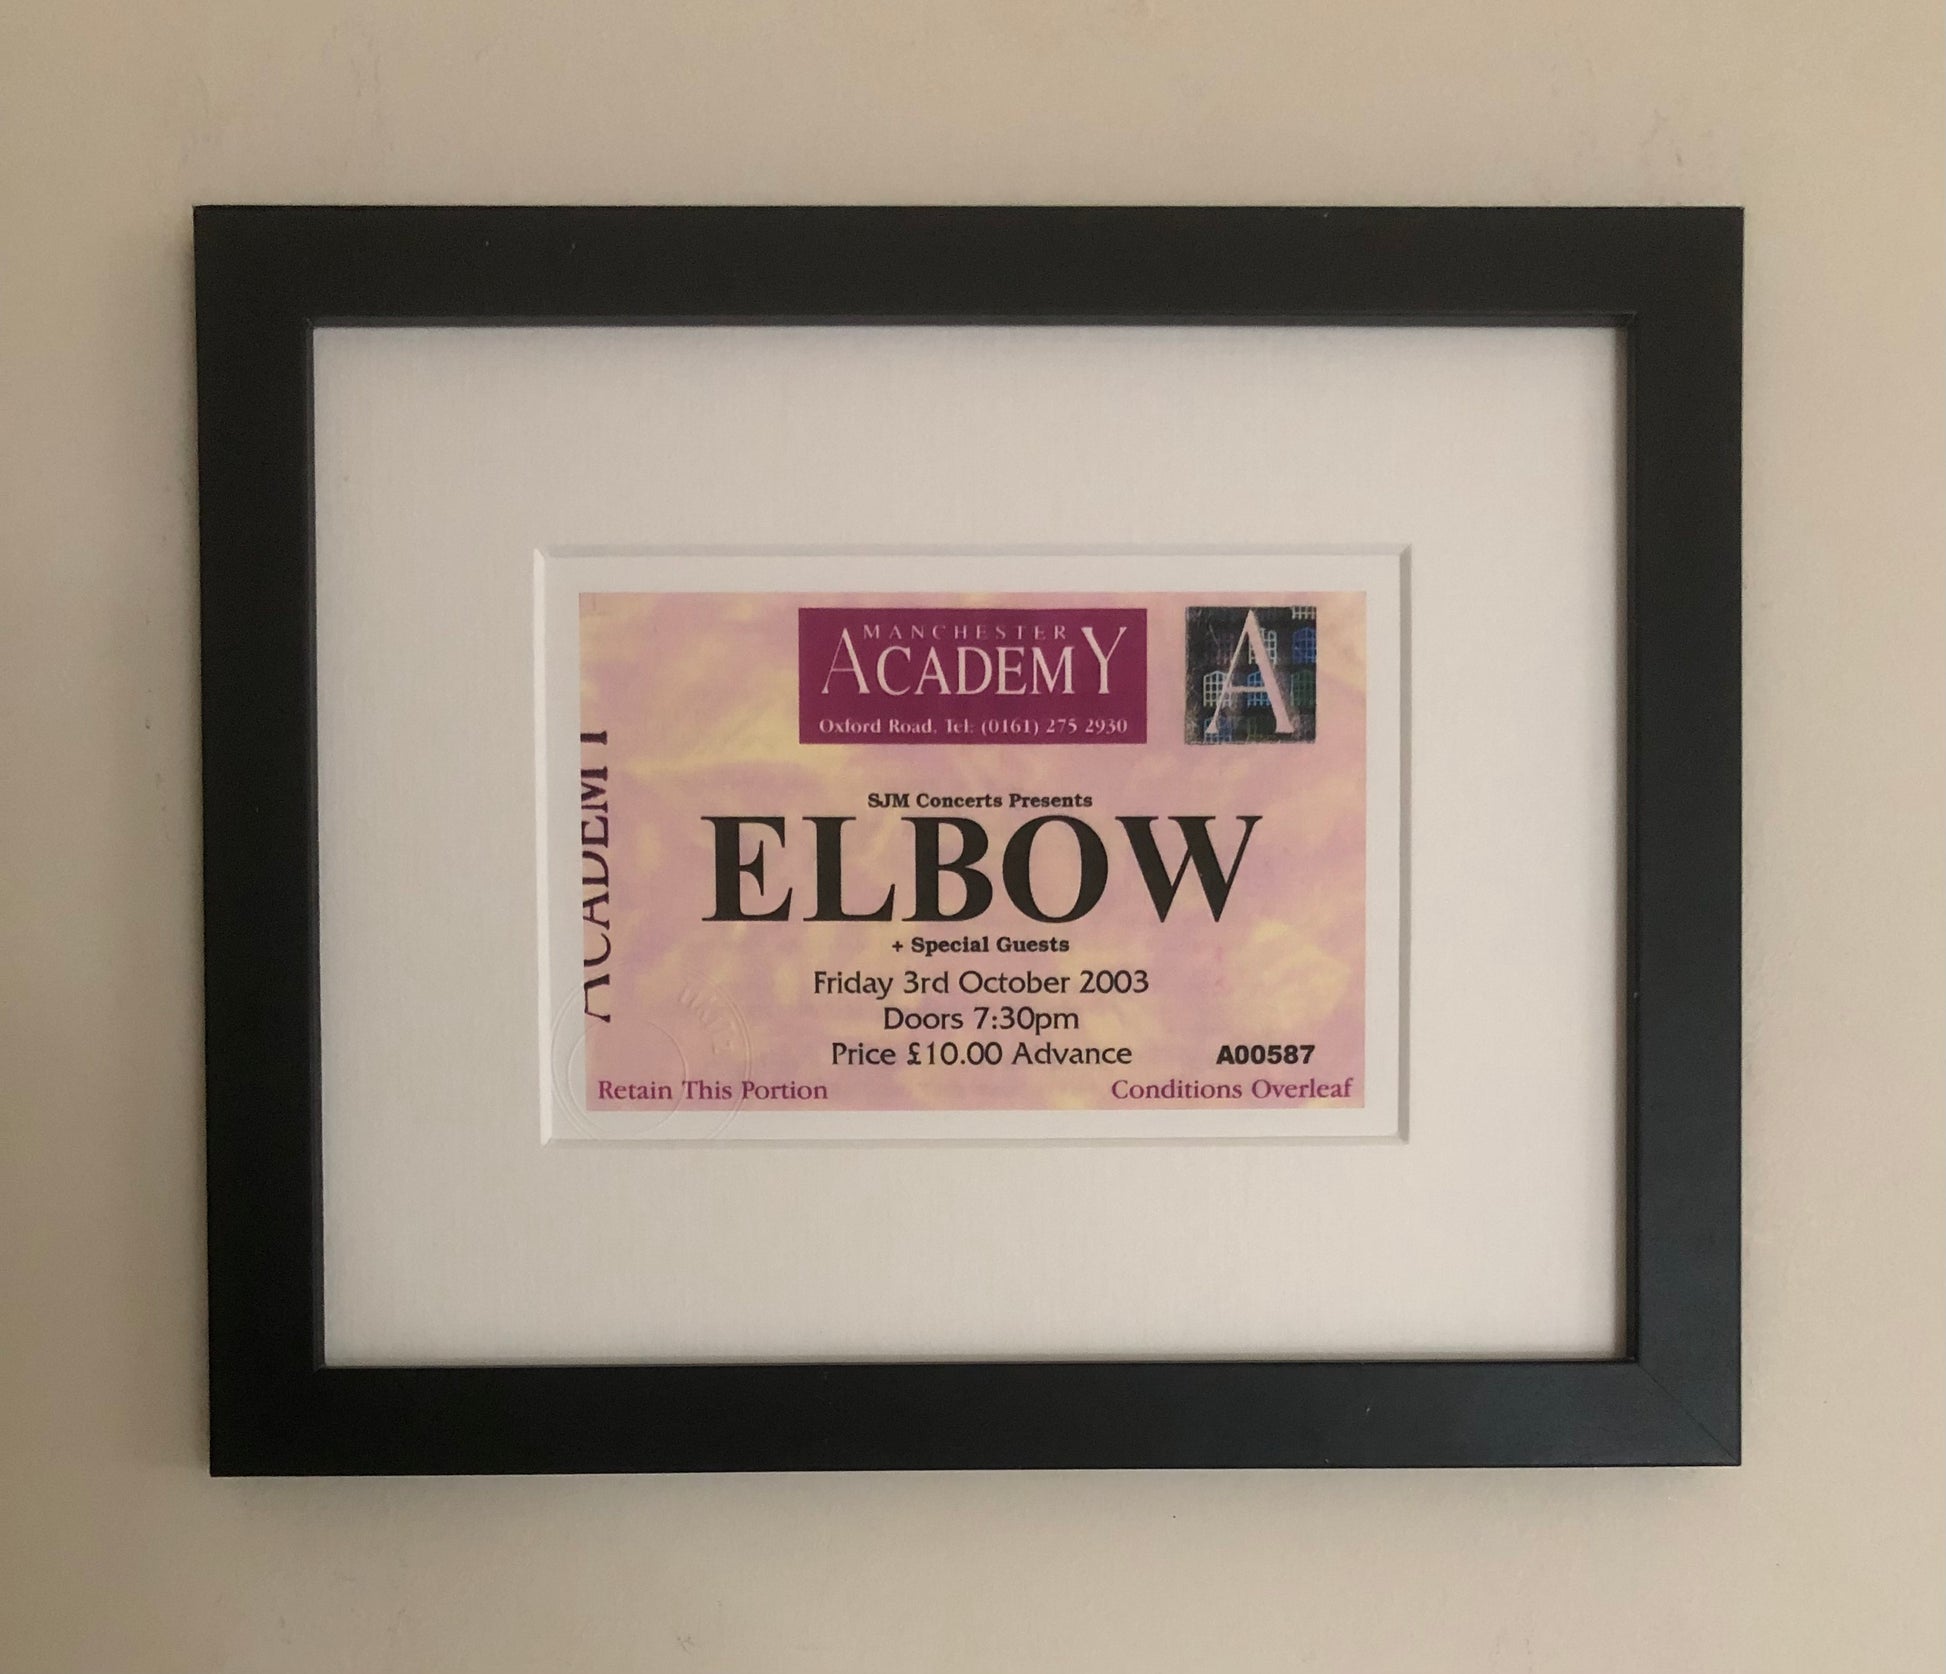 MANCHESTER
ACADEMY
Oxford Road, Tel: (0161) 275 2930
A
ACADEMY
SJM Concerts Presents
ELBOW
+ Special Guests
Friday 3rd October 2003
Doors 7:30pm
Price £10.00 Advance
A00587
Retain This Portion
Conditions Overleaf